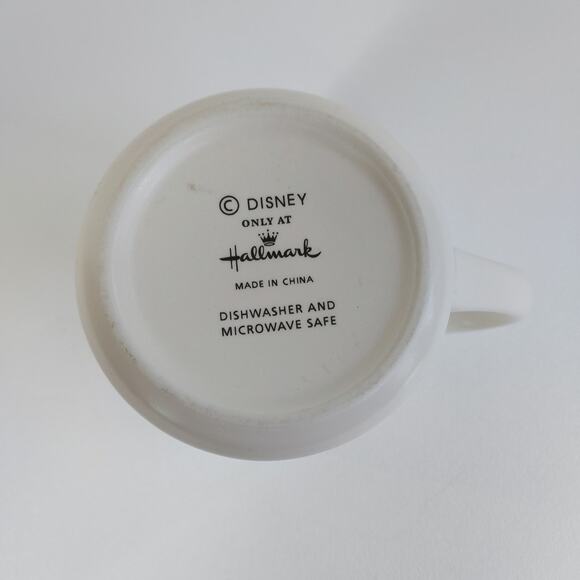 © DISNEY
ONLY AT
Hallmark
MADE IN CHINA
DISHWASHER AND
MICROWAVE SAFE